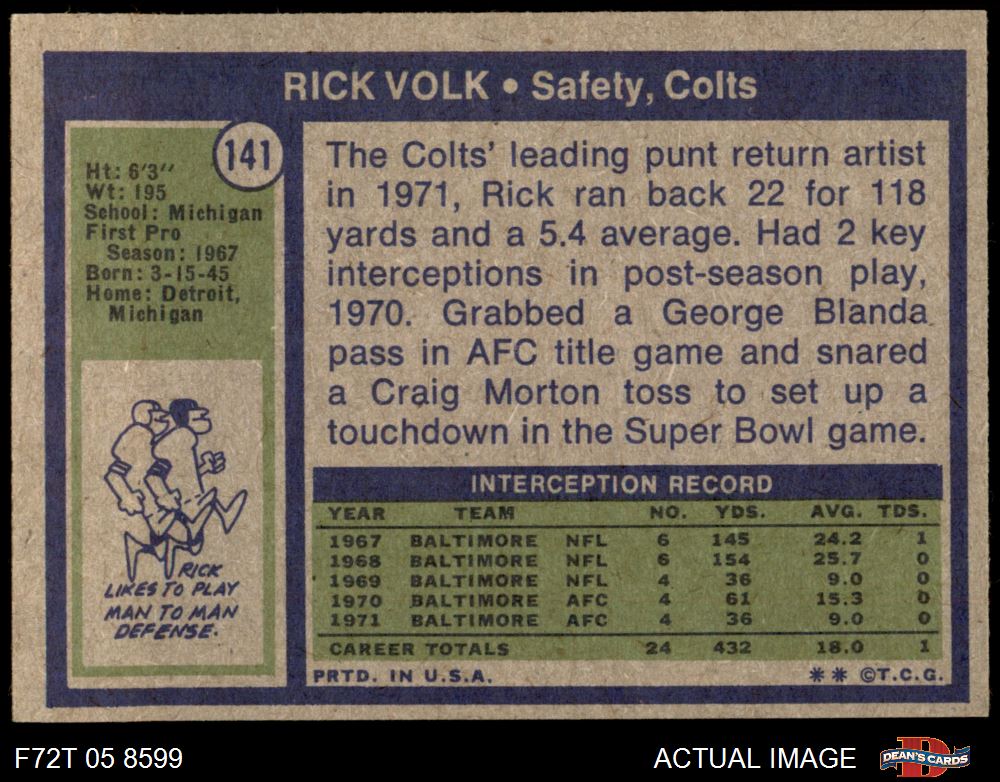 RICK VOLK • Safety, Colts
141
Ht: 6'3''
Wt: 195
School: Michigan
First Pro
Season: 1967
Born: 3-15-45
Home: Detroit,
Michigan
RICK
LIKES TO PLAY
MAN TO MAN
DEFENSE.
The Colts' leading punt return artist
in 1971, Rick ran back 22 for 118
yards and a 5.4 average. Had 2 key
interceptions in post-season play,
1970. Grabbed a George Blanda
pass in AFC title game and snared
a Craig Morton toss to set up a
touchdown in the Super Bowl game.
INTERCEPTION RECORD
YEAR TEAM NO. YDS. AVG. TDS.
1967 BALTIMORE NFL 6 145 24.2 1
1968 BALTIMORE NFL 6 154 25.7 0
1969 BALTIMORE NFL 4 36 9.0 0
1970 BALTIMORE AFC 4 61 15.3 0
1971 BALTIMORE AFC 4 36 9.0 0
CAREER TOTALS 24 432 18.0 1
PRTD. IN U.S.A. ** ©T.C.G.
F72T 05 8599 ACTUAL IMAGE DEAN'S CARDS